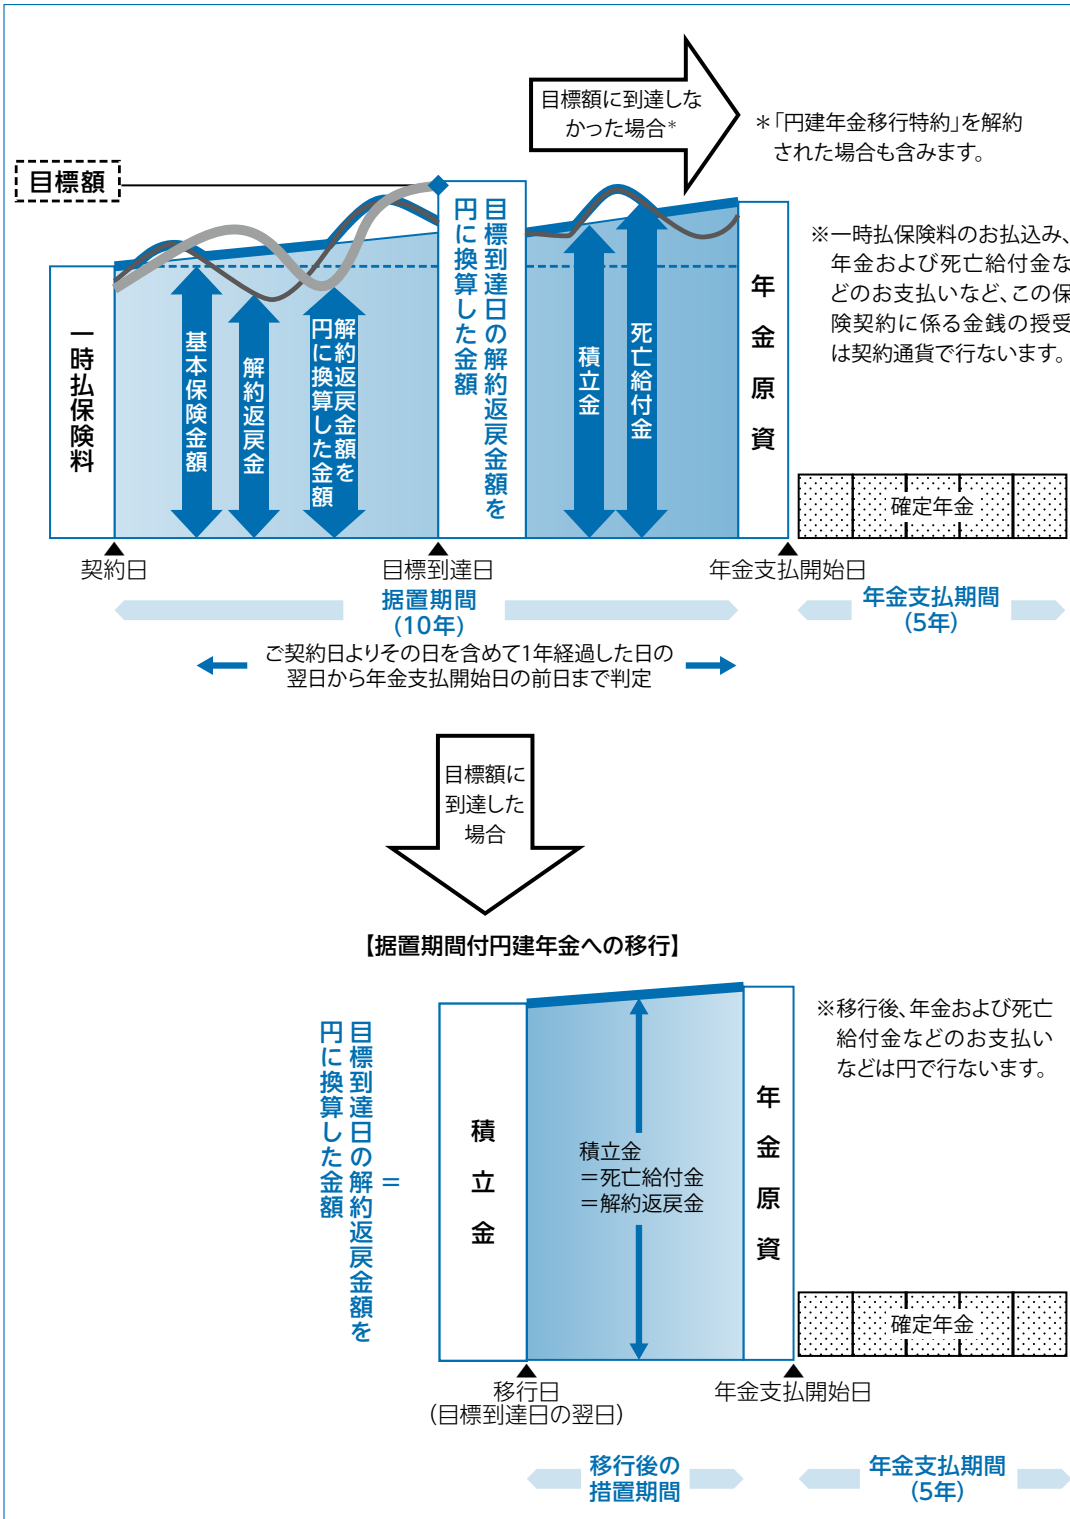 目標額に到達しな
かった場合*
＊「円建年金移行特約」を解約
された場合も含みます。
目標額
※一時払保険料のお払込み、
年金および死亡給付金な
どのお支払いなど、この保
険契約に係る金銭の授受
は契約通貨で行ないます。
一時払保険料
基本保険金額
解約返戻金
解約返戻金額を
円に換算した金額
目標到達日の解約返戻金額を
円に換算した金額
積立金
死亡給付金
年金原資
確定年金
契約日
目標到達日
年金支払開始日
据置期間
(10年)
年金支払期間
(5年)
ご契約日よりその日を含めて1年経過した日の
翌日から年金支払開始日の前日まで判定
目標額に
到達した
場合
【据置期間付円建年金への移行】
目標到達日の解約返戻金額を
円に換算した金額
＝
積立金
積立金
＝死亡給付金
＝解約返戻金
年金原資
※移行後、年金および死亡
給付金などのお支払い
などは円で行ないます。
確定年金
移行日
(目標到達日の翌日)
年金支払開始日
移行後の
措置期間
年金支払期間
(5年)